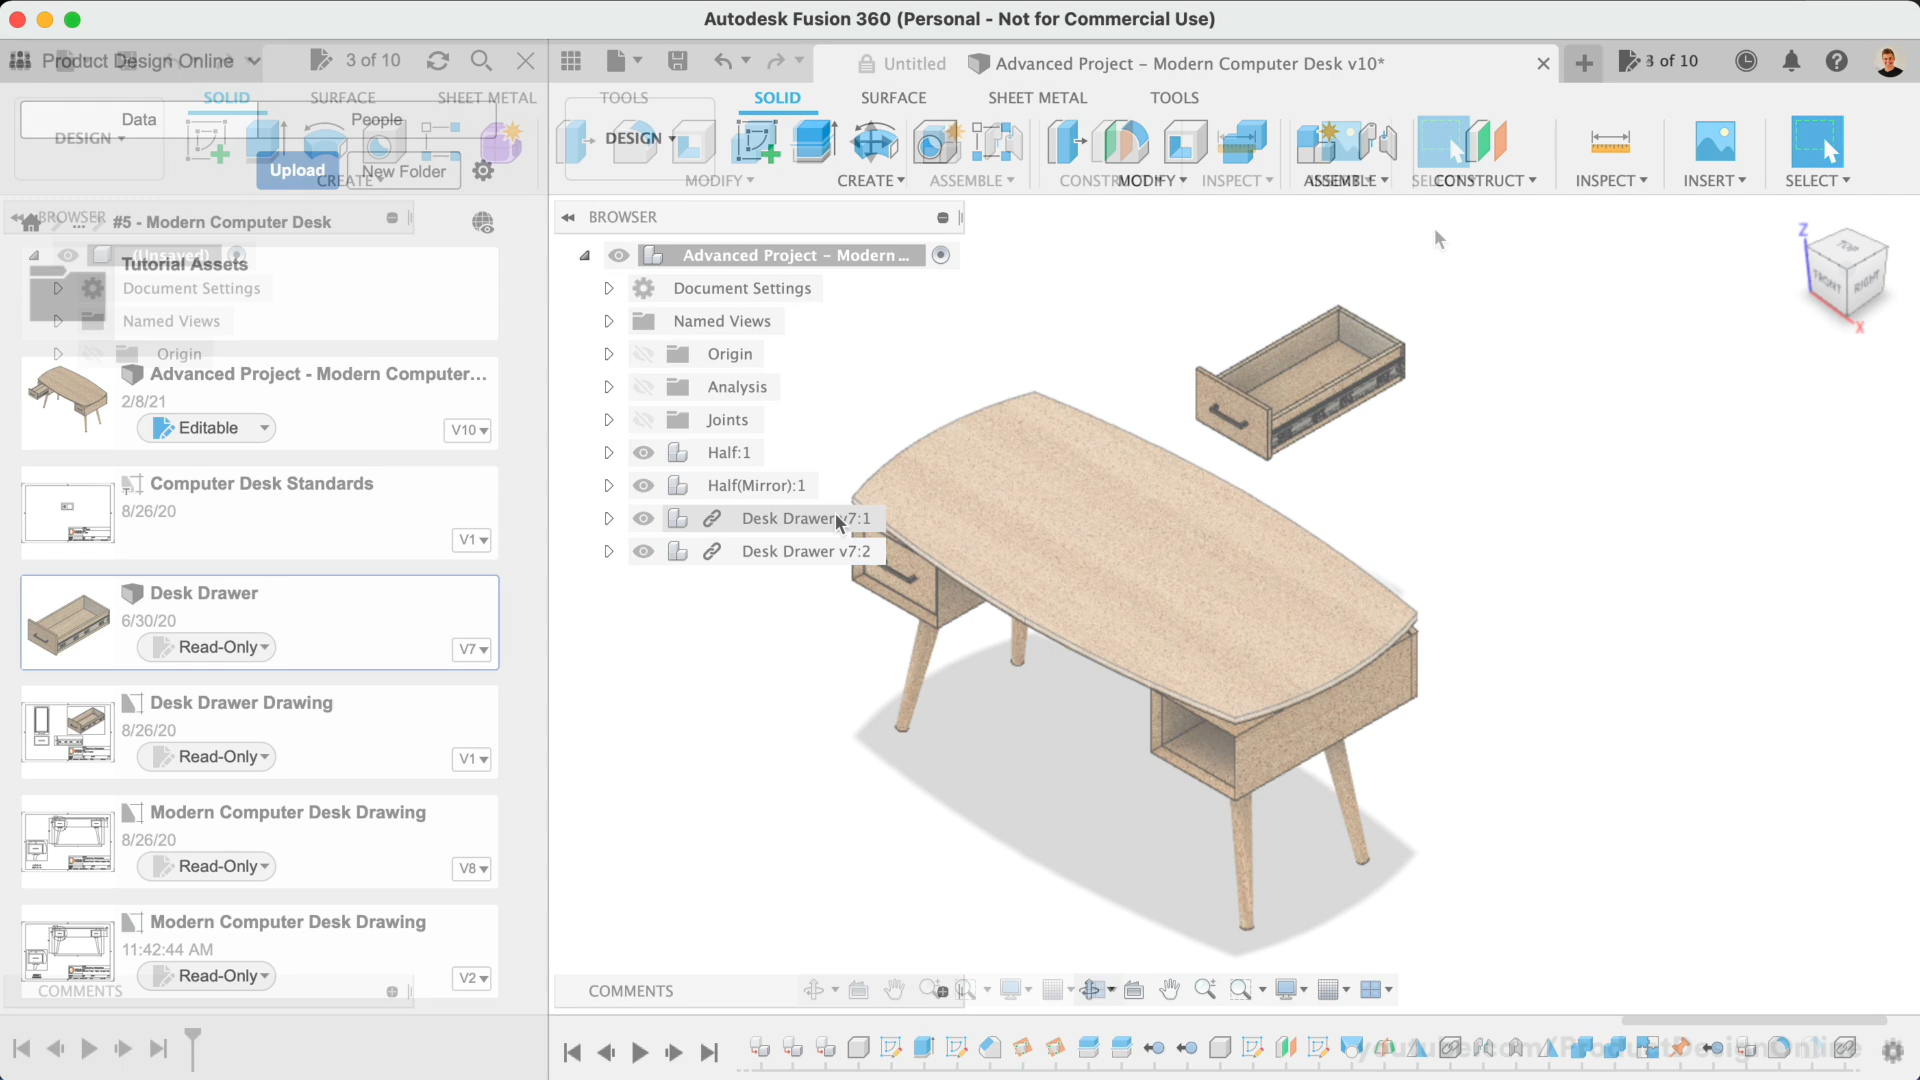 Autodesk Fusion 360 (Personal - Not for Commercial Use)
Product Design Online
3 of 10
Untitled
Advanced Project - Modern Computer Desk v10*
3 of 10
SOLID
SURFACE
SHEET METAL
TOOLS
SOLID
SURFACE
SHEET METAL
TOOLS
Data
People
DESIGN
DESIGN
Upload
New Folder
CREATE
MODIFY
CREATE
ASSEMBLE
CONSTRUCT
MODIFY
INSPECT
ASSEMBLE
SELECT
CONSTRUCT
INSPECT
INSERT
SELECT
BROWSER
... #5 - Modern Computer Desk
BROWSER
(Unsaved)
Tutorial Assets
Document Settings
Named Views
Origin
Advanced Project - Modern Computer...
2/8/21
Editable
V10
Computer Desk Standards
8/26/20
V1
Desk Drawer
6/30/20
Read-Only
V7
Desk Drawer Drawing
8/26/20
Read-Only
V1
Modern Computer Desk Drawing
8/26/20
Read-Only
V8
Modern Computer Desk Drawing
11:42:44 AM
Read-Only
V2
COMMENTS
Advanced Project - Modern ...
Document Settings
Named Views
Origin
Analysis
Joints
Half:1
Half(Mirror):1
Desk Drawer v7:1
Desk Drawer v7:2
Z
TOP
FRONT
RIGHT
X
COMMENTS